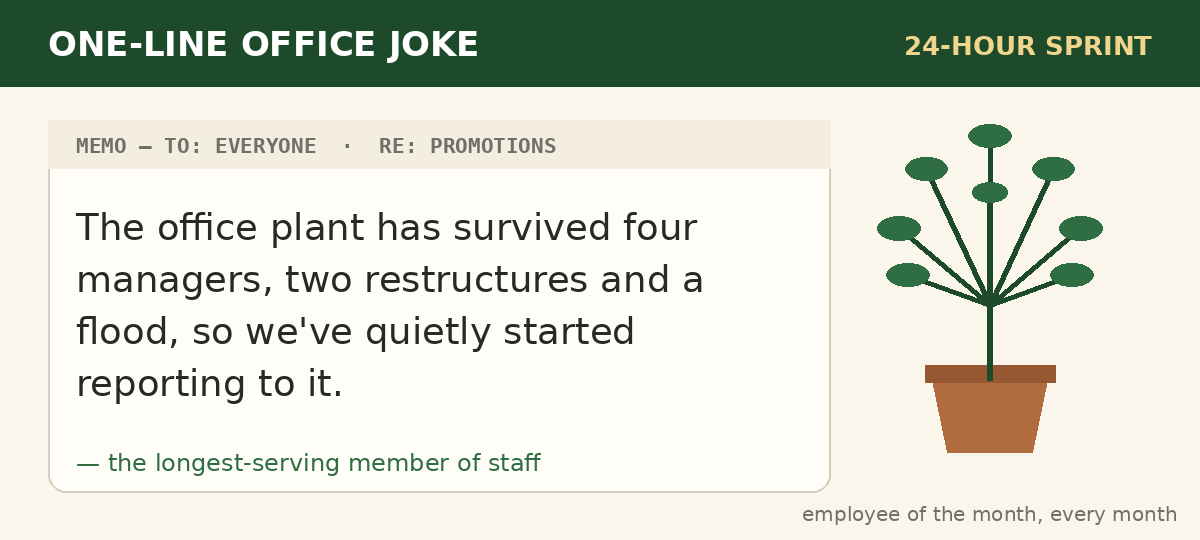 ONE-LINE OFFICE JOKE
24-HOUR SPRINT
MEMO — TO: EVERYONE · RE: PROMOTIONS
The office plant has survived four
managers, two restructures and a
flood, so we've quietly started
reporting to it.
— the longest-serving member of staff
employee of the month, every month